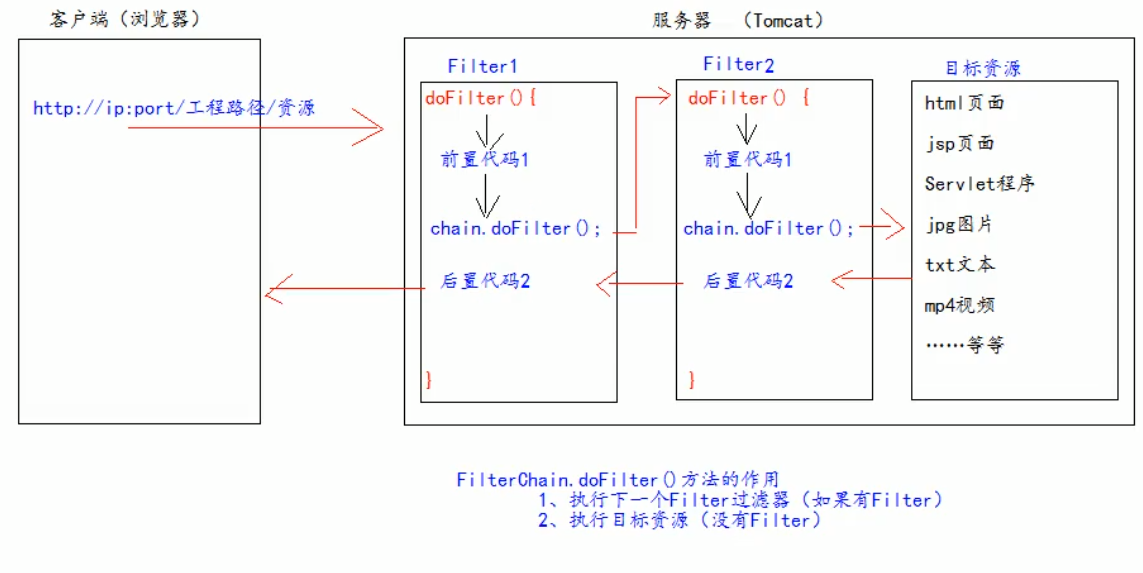 客户端（浏览器）
http://ip:port/工程路径/资源
服务器 （Tomcat）
Filter1
doFilter(){
前置代码1
chain.doFilter();
后置代码2
}
Filter2
doFilter() {
前置代码1
chain.doFilter();
后置代码2
}
目标资源
html页面
jsp页面
Servlet程序
jpg图片
txt文本
mp4视频
……等等
FilterChain.doFilter()方法的作用
1、执行下一个Filter过滤器（如果有Filter）
2、执行目标资源（没有Filter）